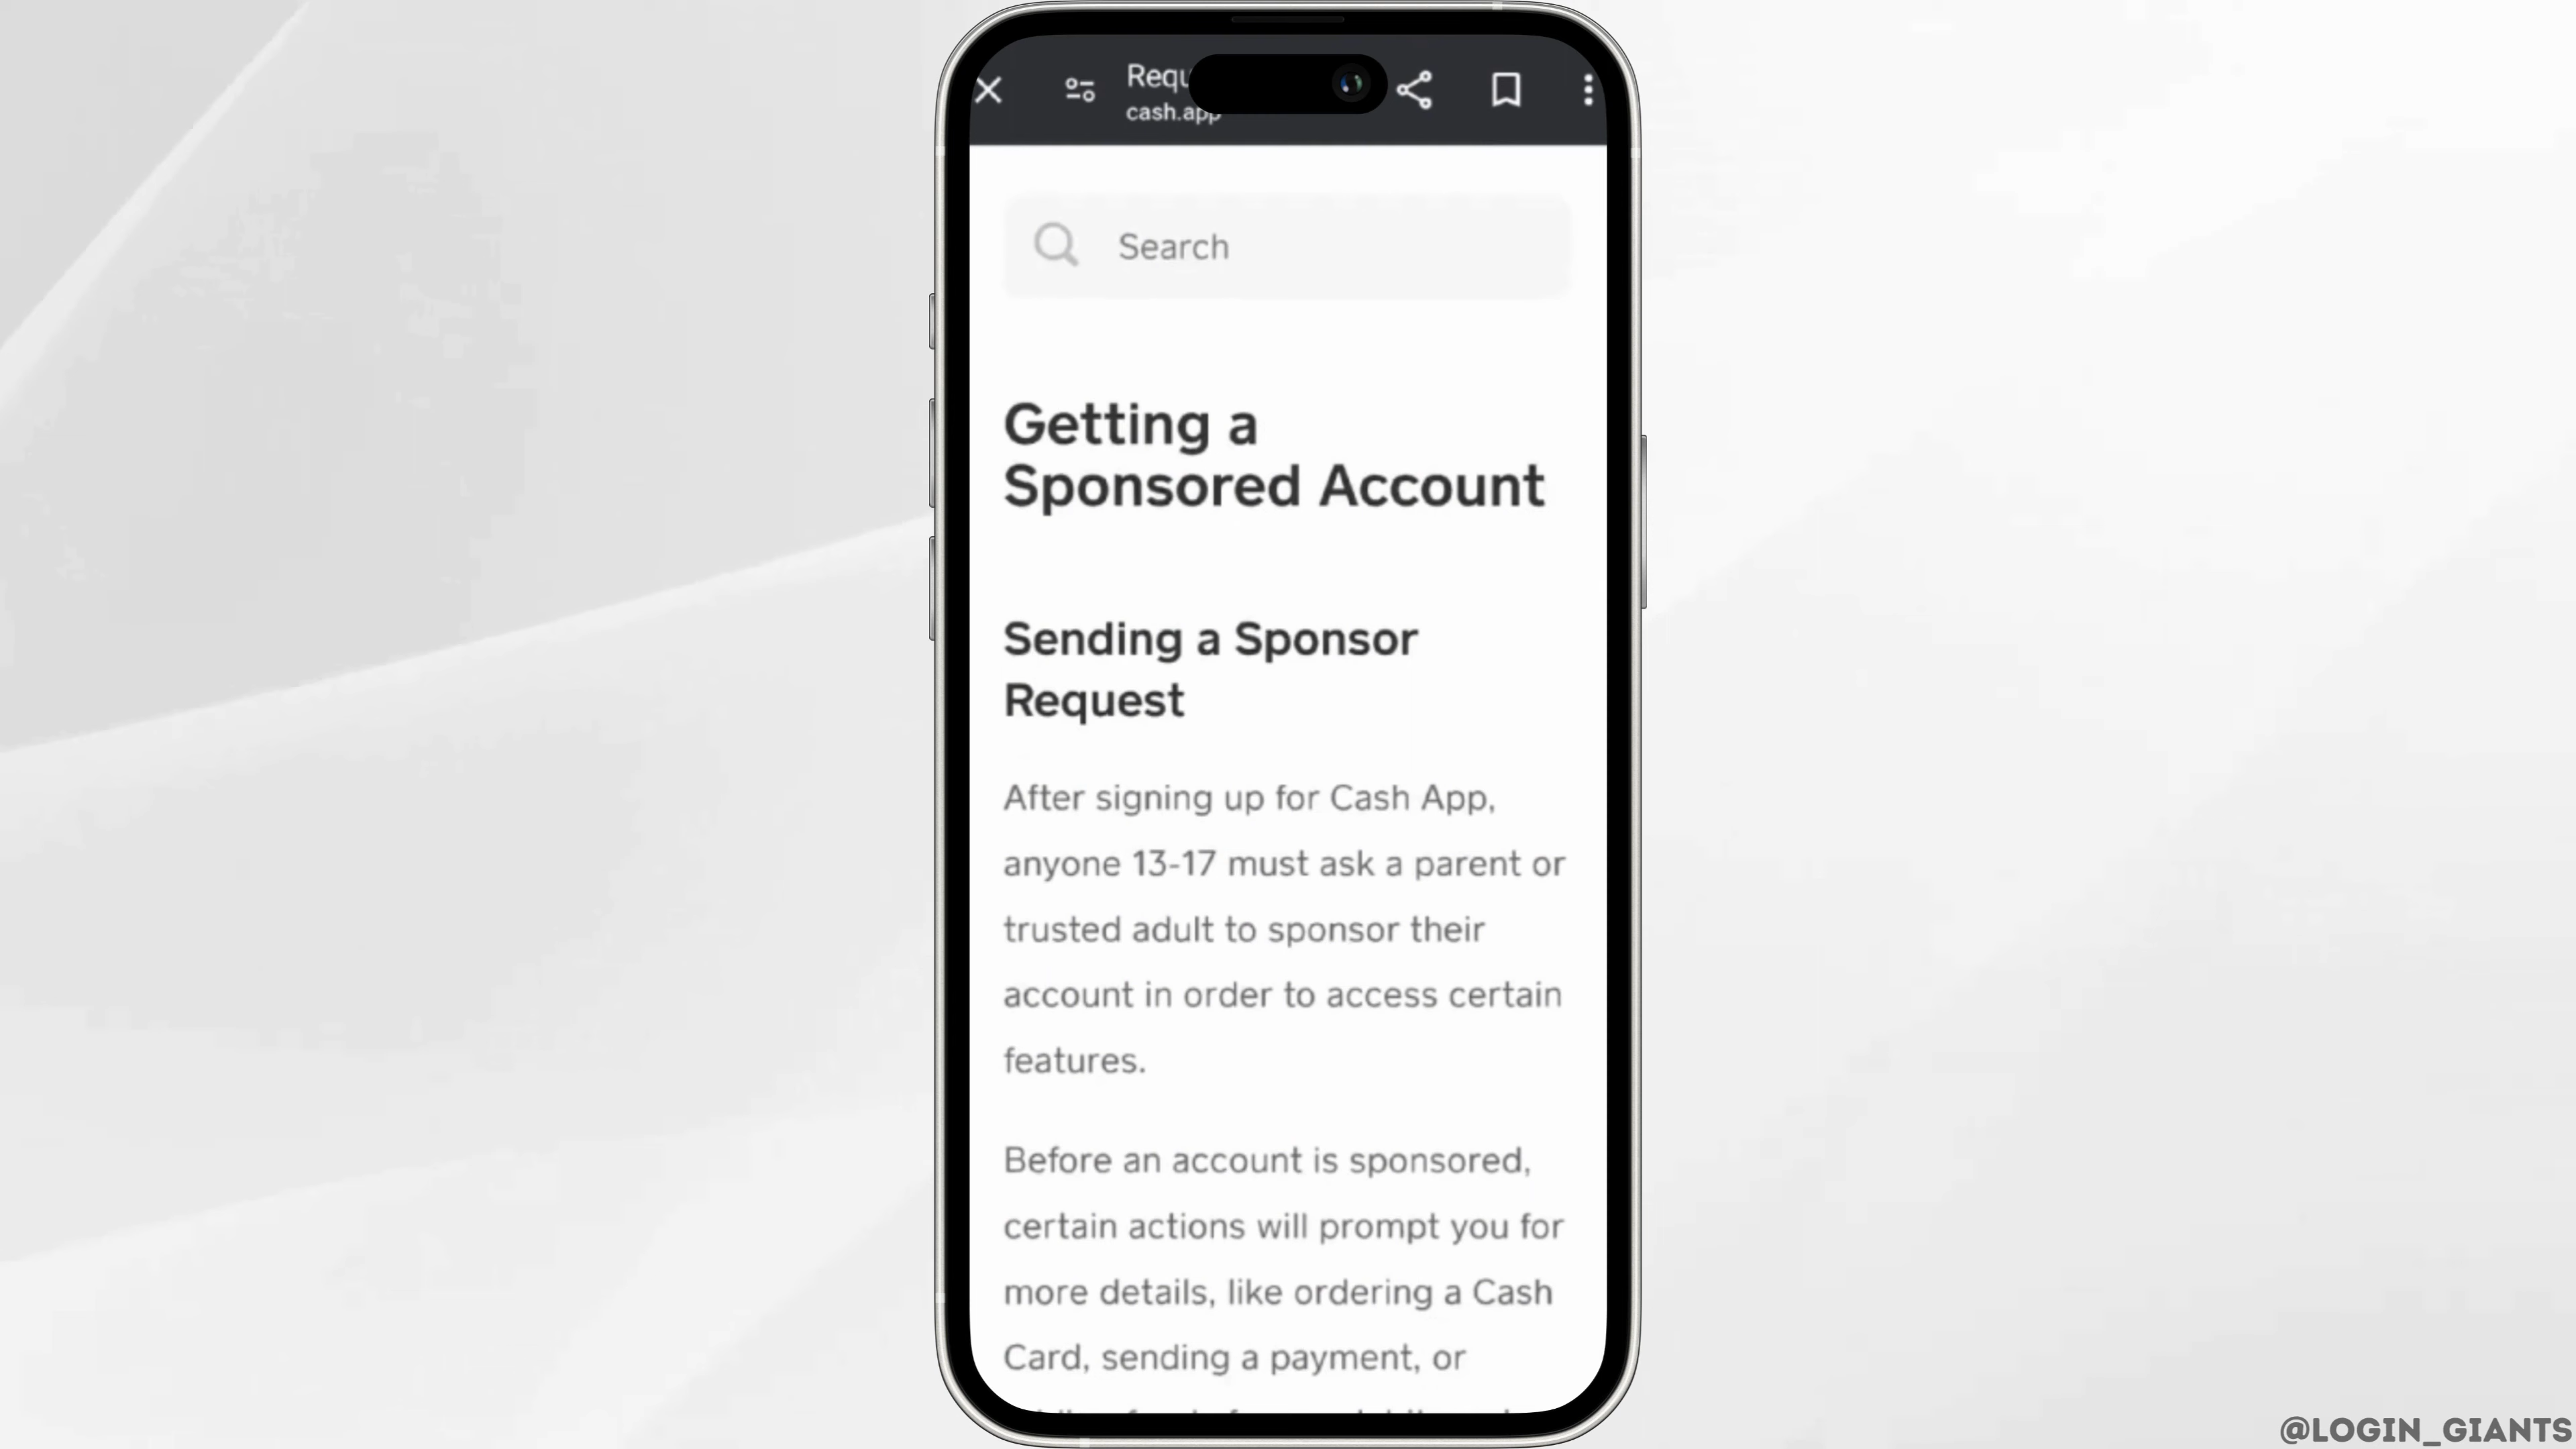 Requ
cash.app
Search
Getting a
Sponsored Account
Sending a Sponsor
Request
After signing up for Cash App,
anyone 13-17 must ask a parent or
trusted adult to sponsor their
account in order to access certain
features.
Before an account is sponsored,
certain actions will prompt you for
more details, like ordering a Cash
Card, sending a payment, or
@LOGIN_GIANTS